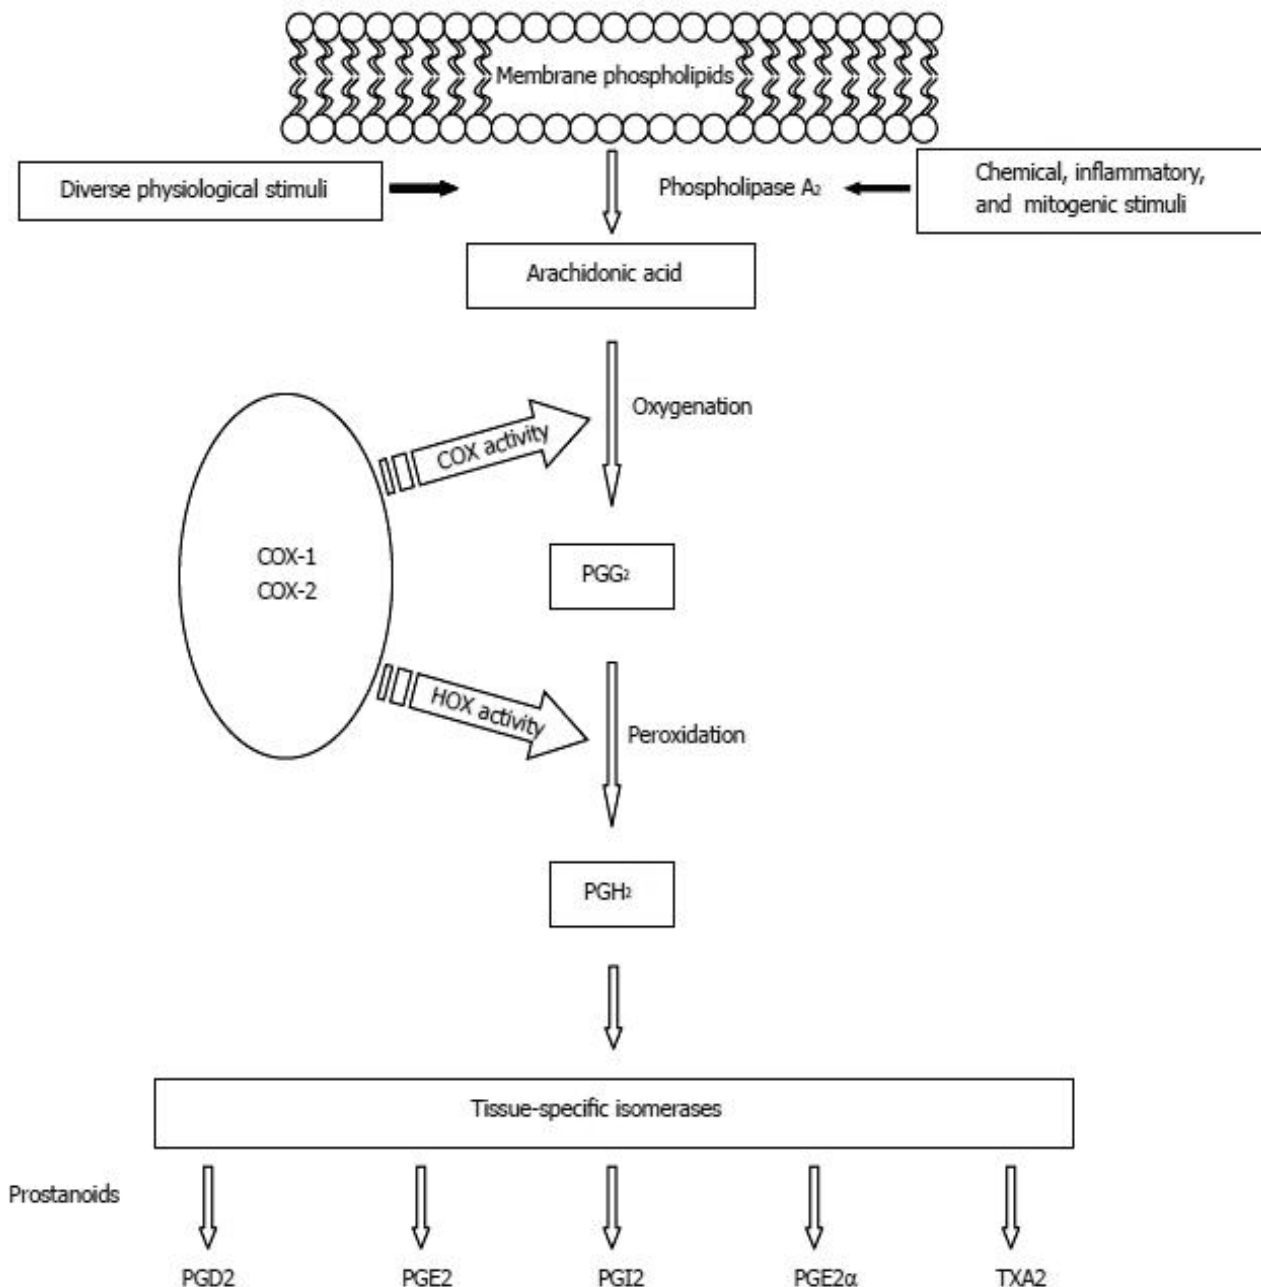 Membrane phospholipids
Diverse physiological stimuli
Phospholipase A₂
Chemical, inflammatory,
and mitogenic stimuli
Arachidonic acid
Oxygenation
COX activity
COX-1
COX-2
PGG₂
HOX activity
Peroxidation
PGH₂
Tissue-specific isomerases
Prostanoids
PGD2 PGE2 PGI2 PGE2α TXA2